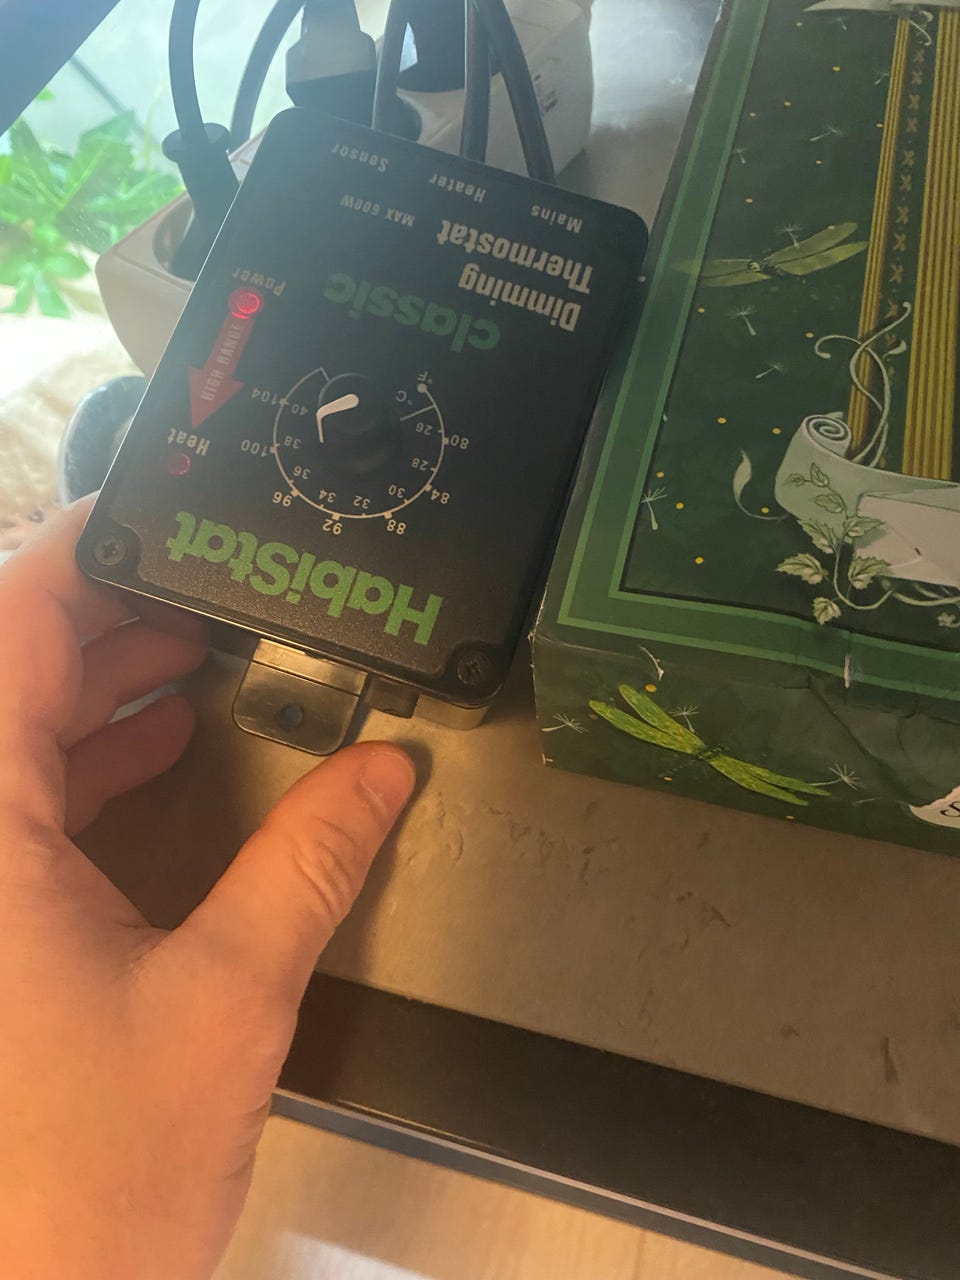 Sensor
Heater
Mains
MAX 600W
Dimming
Thermostat
classic
Power
HIGH RANGE
Heat
°F
°C
26
80
28
84
30
88
32
92
34
96
36
100
38
104
40
HabiStat